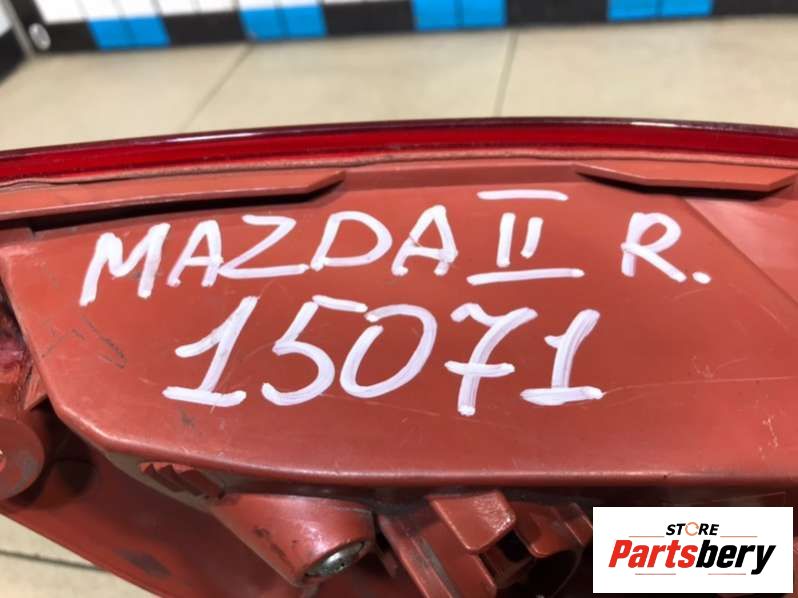 MAZDA II R.
15071
STORE
Partsbery